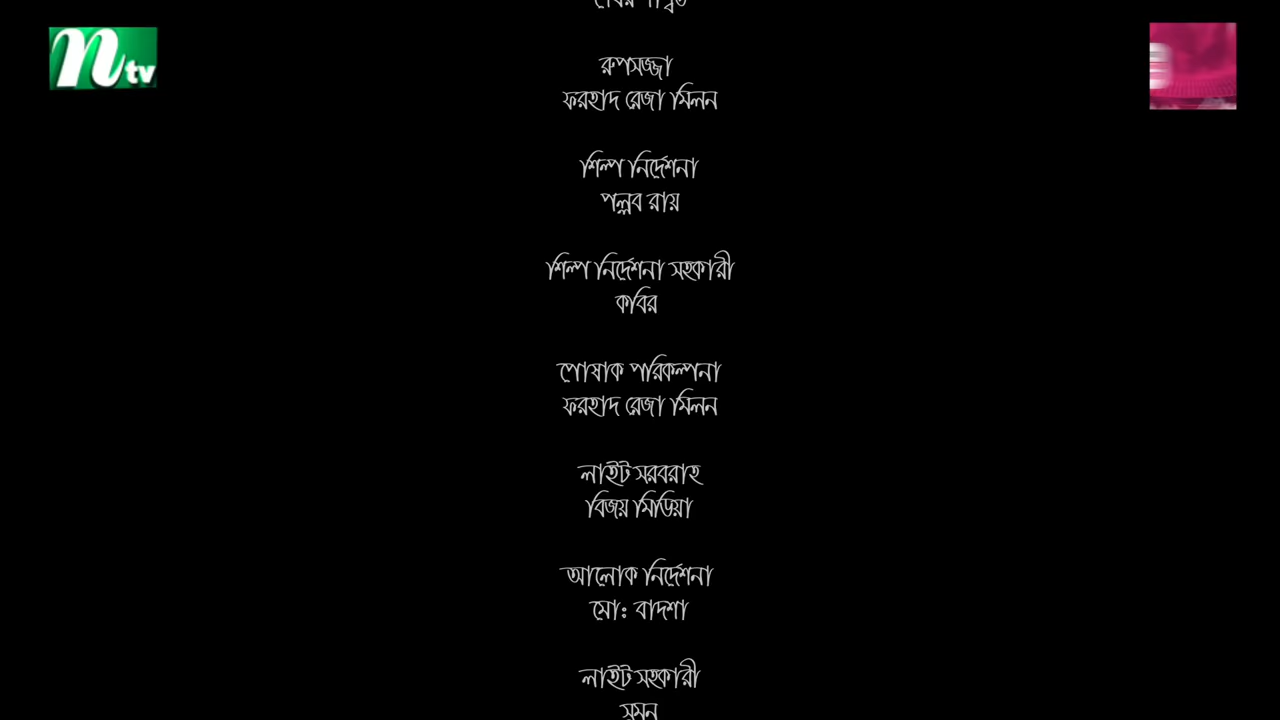 ntv
রুপসজ্জা
ফরহাদ রেজা মিলন
শিল্প নির্দেশনা
পল্লব রায়
শিল্প নির্দেশনা সহকারী
কবির
পোষাক পরিকল্পনা
ফরহাদ রেজা মিলন
লাইট সরবরাহ
বিজয় মিডিয়া
আলোক নির্দেশনা
মো: বাদশা
লাইট সহকারী
সুমন